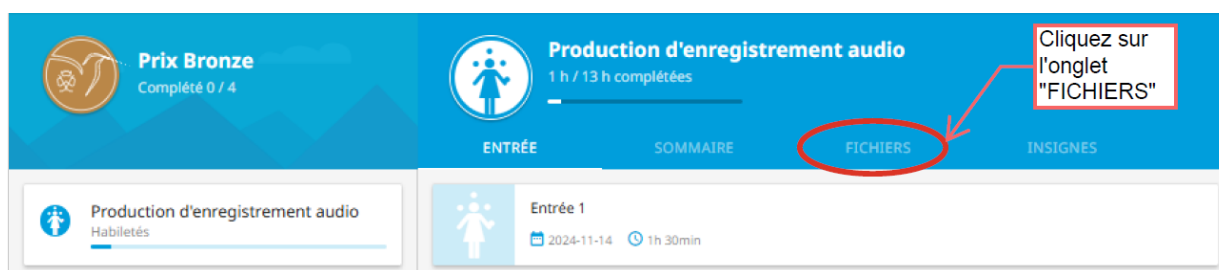 Prix Bronze
Complété 0 / 4
Production d'enregistrement audio
Habiletés
Production d'enregistrement audio
1 h / 13 h complétées
ENTRÉE SOMMAIRE FICHIERS INSIGNES
Entrée 1
2024-11-14 1h 30min
Cliquez sur
l'onglet
"FICHIERS"